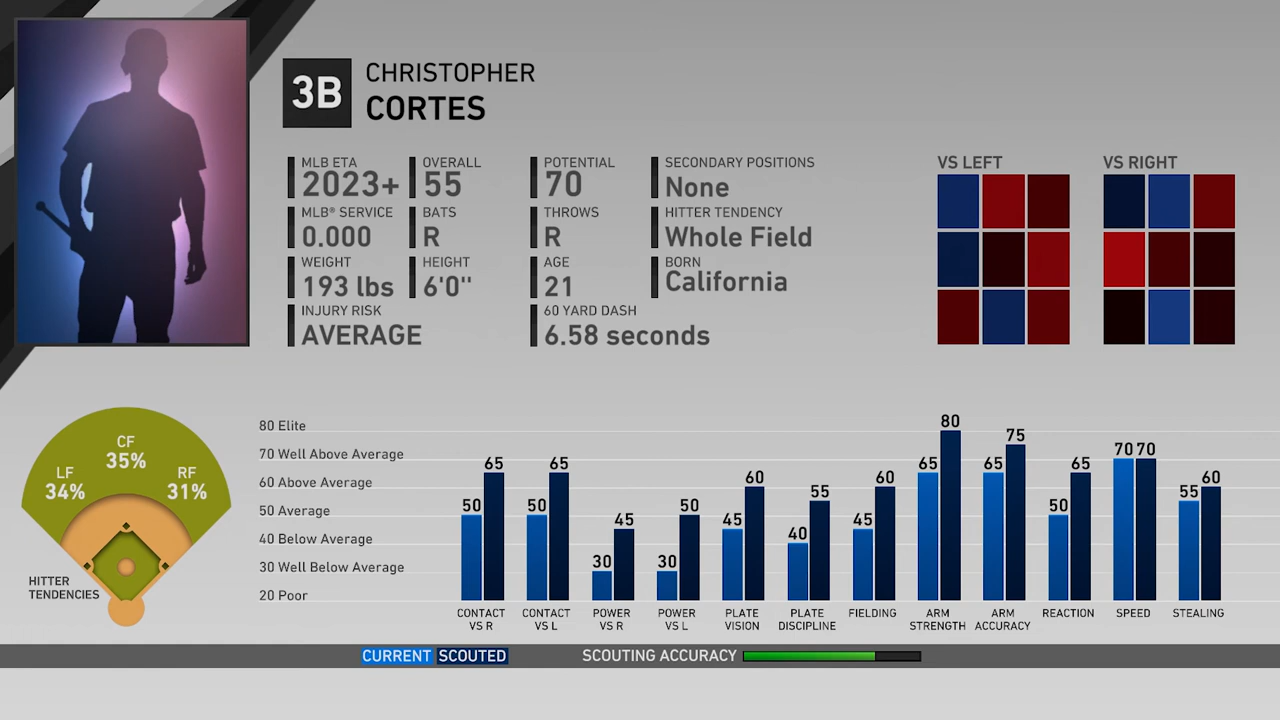 3B
CHRISTOPHER
CORTES
MLB ETA
2023+
OVERALL
55
POTENTIAL
70
SECONDARY POSITIONS
None
MLB® SERVICE
0.000
BATS
R
THROWS
R
HITTER TENDENCY
Whole Field
WEIGHT
193 lbs
HEIGHT
6'0"
AGE
21
BORN
California
INJURY RISK
AVERAGE
60 YARD DASH
6.58 seconds
VS LEFT
VS RIGHT
CF
35%
LF
34%
RF
31%
HITTER
TENDENCIES
80 Elite
70 Well Above Average
60 Above Average
50 Average
40 Below Average
30 Well Below Average
20 Poor
50 65
50 65
30 45
30 50
45 60
40 55
45 60
65 80
65 75
50 65
70 70
55 60
CONTACT
VS R
CONTACT
VS L
POWER
VS R
POWER
VS L
PLATE
VISION
PLATE
DISCIPLINE
FIELDING
ARM
STRENGTH
ARM
ACCURACY
REACTION
SPEED
STEALING
CURRENT SCOUTED
SCOUTING ACCURACY